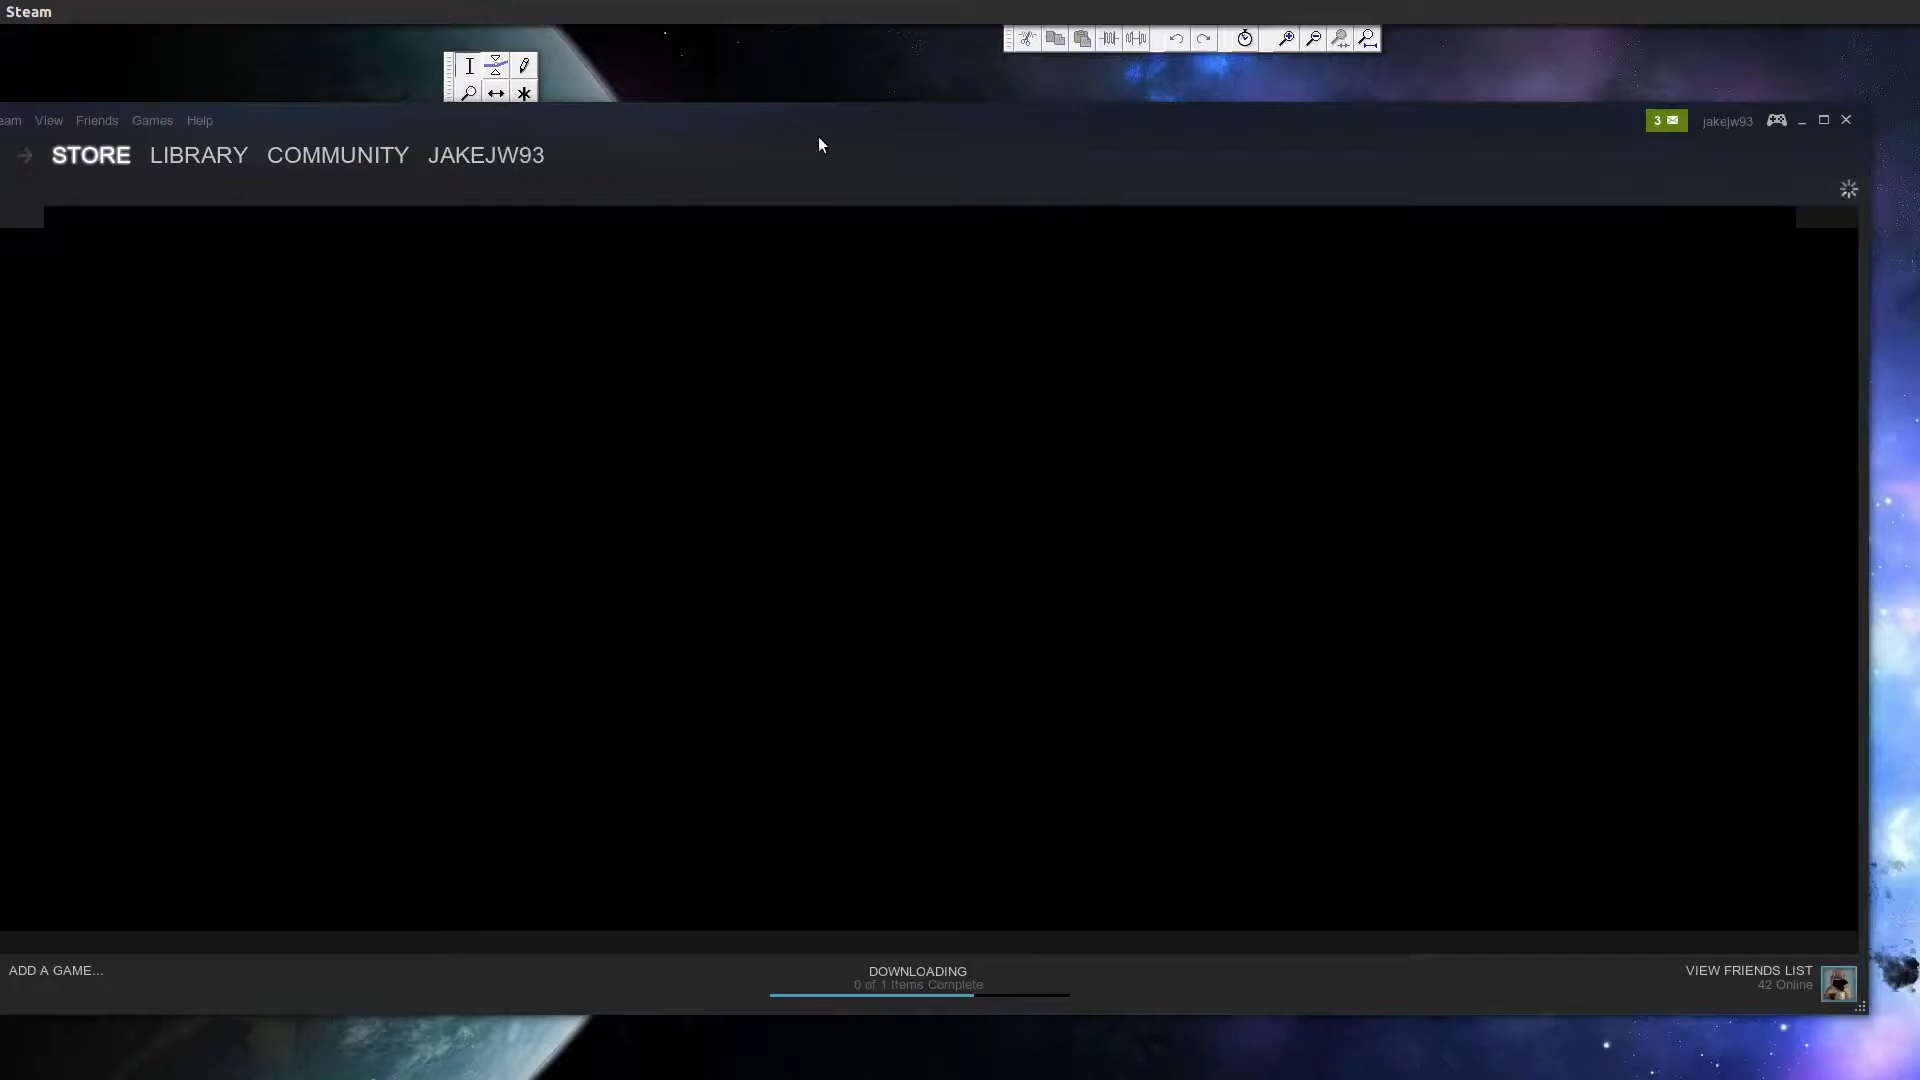 Steam
eam View Friends Games Help
3 jakejw93
STORE LIBRARY COMMUNITY JAKEJW93
ADD A GAME...
DOWNLOADING
0 of 1 Items Complete
VIEW FRIENDS LIST
42 Online